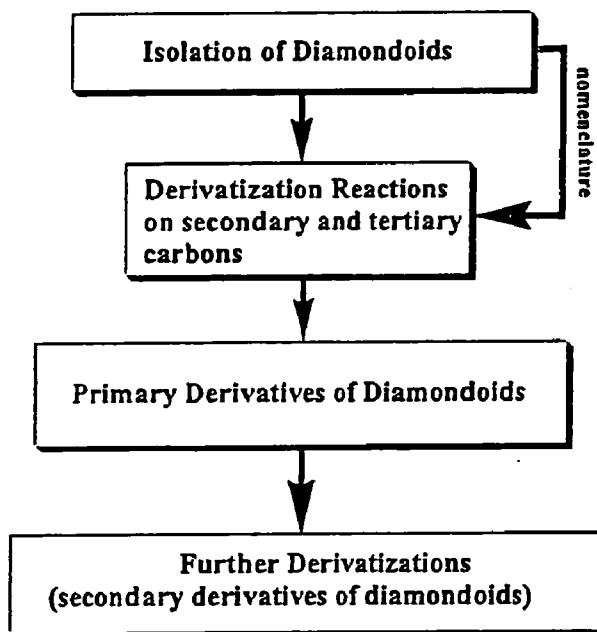 Isolation of Diamondoids
nomenclature
Derivatization Reactions
on secondary and tertiary
carbons
Primary Derivatives of Diamondoids
Further Derivatizations
(secondary derivatives of diamondoids)